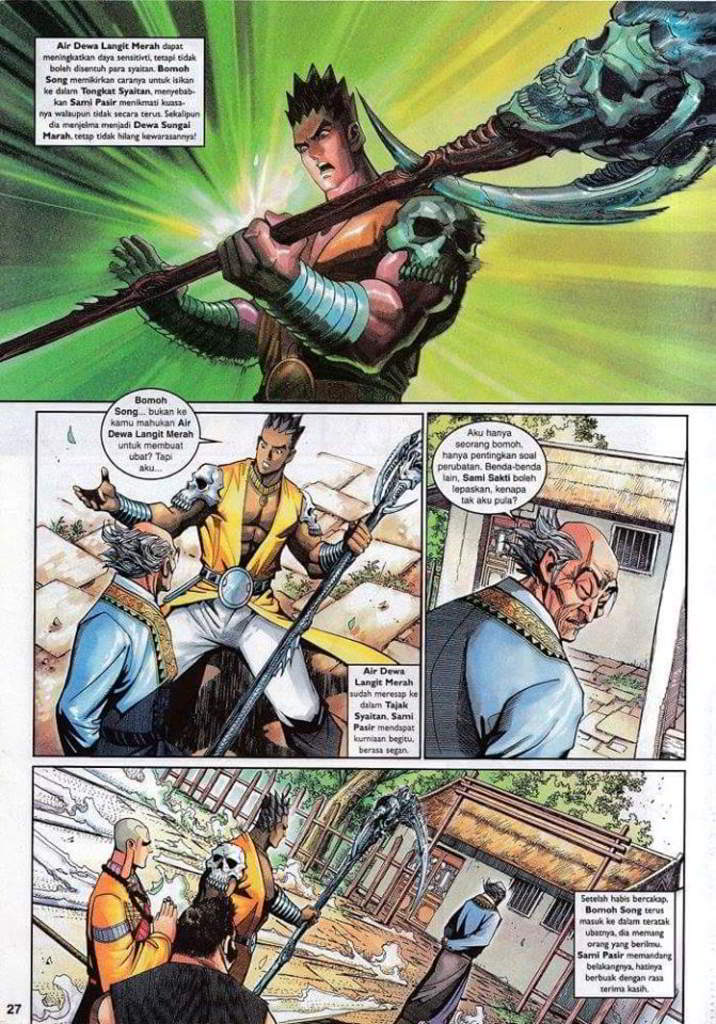 Air Dewa Langit Merah dapat
meningkatkan daya sensitivti, tetapi tidak
boleh disentuh para syaitan. Bomoh
Song memikirkan caranya untuk isikan
ke dalam Tongkat Syaitan, menyebab-
kan Sami Pasir menikmati kuasa-
nya walaupun tidak secara terus. Sekalipun
dia menjelma menjadi Dewa Sungai
Marah, tetap tidak hilang kewarasannya!
Bomoh
Song... bukan ke
kamu mahukan Air
Dewa Langit Merah
untuk membuat
ubat? Tapi
aku...
Air Dewa
Langit Merah
sudah meresap ke
dalam Tajak
Syaitan, Sami
Pasir mendapat
kurniaan begitu,
berasa segan.
Aku hanya
seorang bomoh,
hanya pentingkan soal
perubatan. Benda-benda
lain, Sami Sakti boleh
lepaskan, kenapa
tak aku pula?
Setelah habis bercakap,
Bomoh Song terus
masuk ke dalam teratak
ubatnya, dia memang
orang yang berilmu.
Sami Pasir memandang
belakangnya, hatinya
berbuak dengan rasa
terima kasih.
27